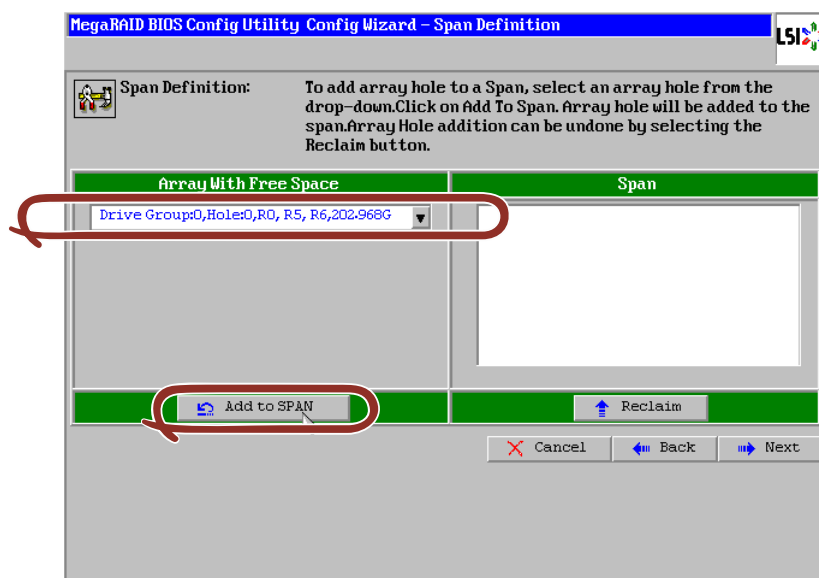 MegaRAID BIOS Config Utility Config Wizard - Span Definition
LSI
Span Definition:
To add array hole to a Span, select an array hole from the
drop-down.Click on Add To Span. Array hole will be added to the
span.Array Hole addition can be undone by selecting the
Reclaim button.
Array With Free Space
Span
Drive Group:0,Hole:0,R0, R5, R6,202.968G
Add to SPAN
Reclaim
Cancel
Back
Next